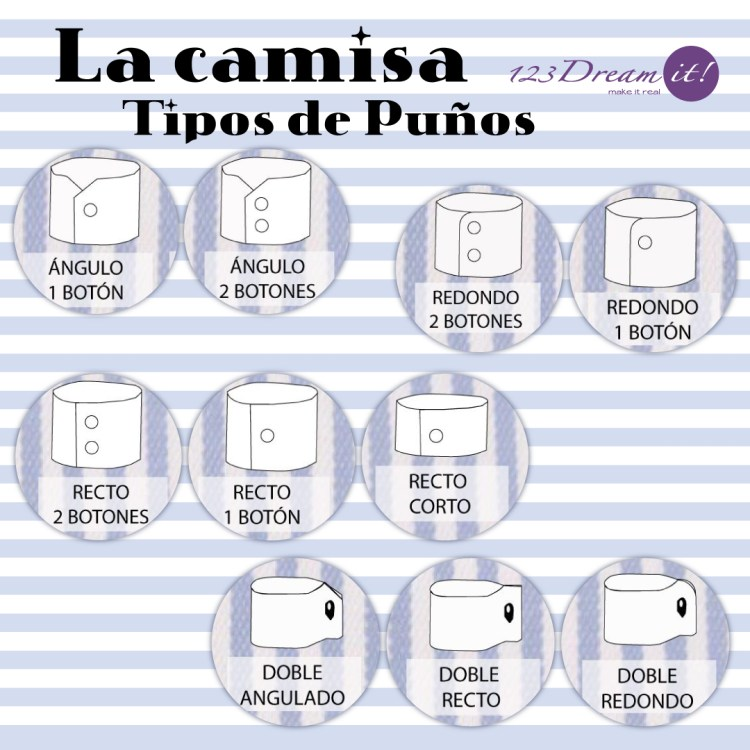 La camisa
123Dream it!
make it real
Tipos de Puños
ÁNGULO
1 BOTÓN
ÁNGULO
2 BOTONES
REDONDO
2 BOTONES
REDONDO
1 BOTÓN
RECTO
2 BOTONES
RECTO
1 BOTÓN
RECTO
CORTO
DOBLE
ANGULADO
DOBLE
RECTO
DOBLE
REDONDO